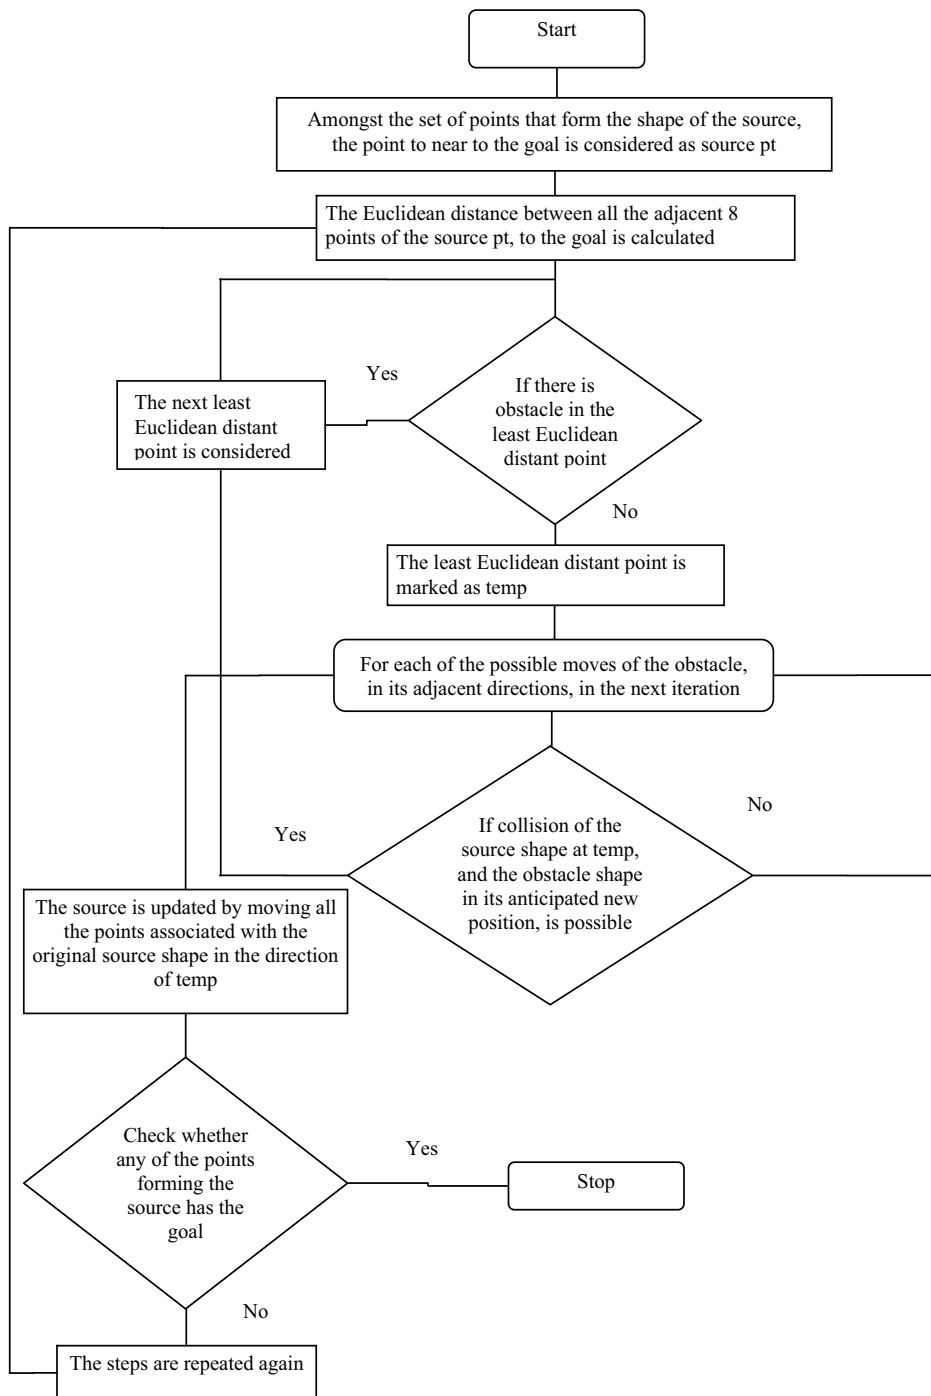 Start
Amongst the set of points that form the shape of the source,
the point to near to the goal is considered as source pt
The Euclidean distance between all the adjacent 8
points of the source pt, to the goal is calculated
Yes
If there is
obstacle in the
least Euclidean
distant point
The next least
Euclidean distant
point is considered
No
The least Euclidean distant point is
marked as temp
For each of the possible moves of the obstacle,
in its adjacent directions, in the next iteration
No
Yes
If collision of the
source shape at temp,
and the obstacle shape
in its anticipated new
position, is possible
The source is updated by moving all
the points associated with the
original source shape in the direction
of temp
Check whether
any of the points
forming the
source has the
goal
Yes
Stop
No
The steps are repeated again